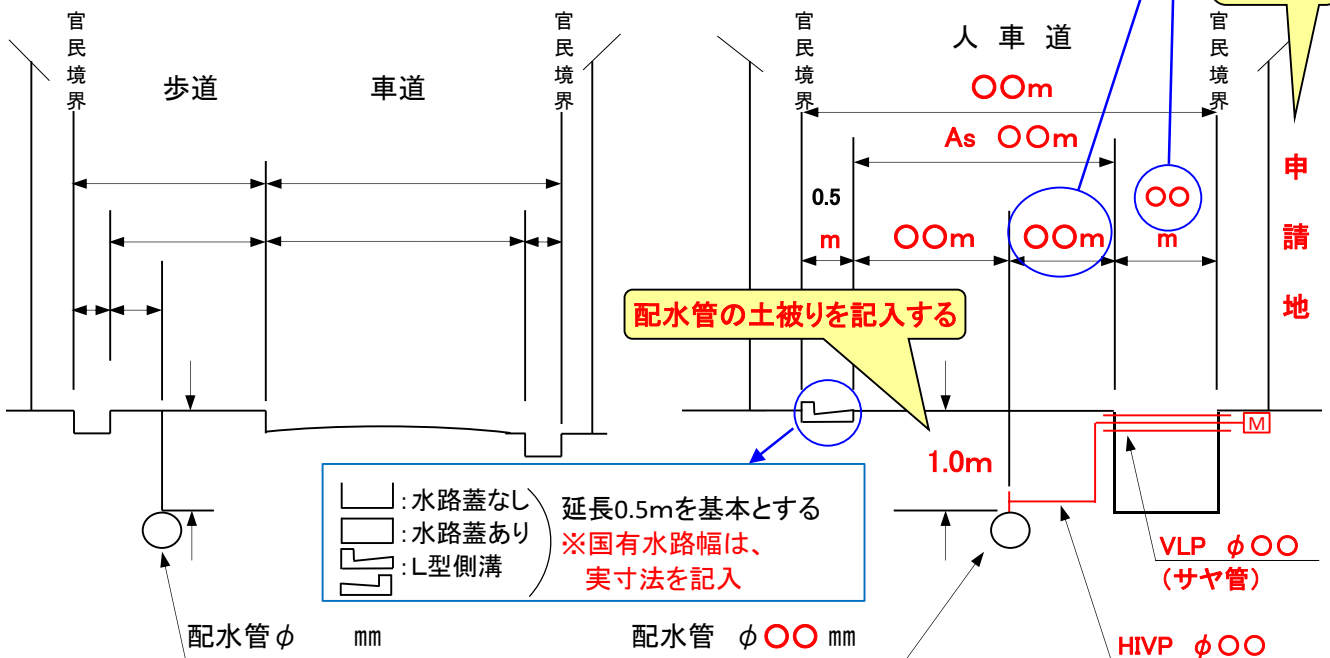 官民境界
歩道
車道
官民境界
官民境界
人 車 道
官民境界
〇〇m
As 〇〇m
0.5
m
〇〇m
〇〇m
〇〇
m
申請地
配水管の土被りを記入する
1.0m
M
:水路蓋なし
:水路蓋あり
:L型側溝
延長0.5mを基本とする
※国有水路幅は、
実寸法を記入
VLP φ〇〇
(サヤ管)
配水管φ mm
配水管 φ〇〇 mm
HIVP φ〇〇